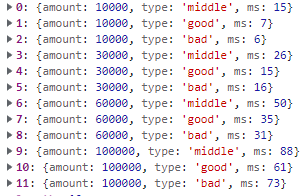 0: {amount: 10000, type: 'middle', ms: 15}
1: {amount: 10000, type: 'good', ms: 7}
2: {amount: 10000, type: 'bad', ms: 6}
3: {amount: 30000, type: 'middle', ms: 26}
4: {amount: 30000, type: 'good', ms: 15}
5: {amount: 30000, type: 'bad', ms: 16}
6: {amount: 60000, type: 'middle', ms: 50}
7: {amount: 60000, type: 'good', ms: 35}
8: {amount: 60000, type: 'bad', ms: 31}
9: {amount: 100000, type: 'middle', ms: 88}
10: {amount: 100000, type: 'good', ms: 61}
11: {amount: 100000, type: 'bad', ms: 73}